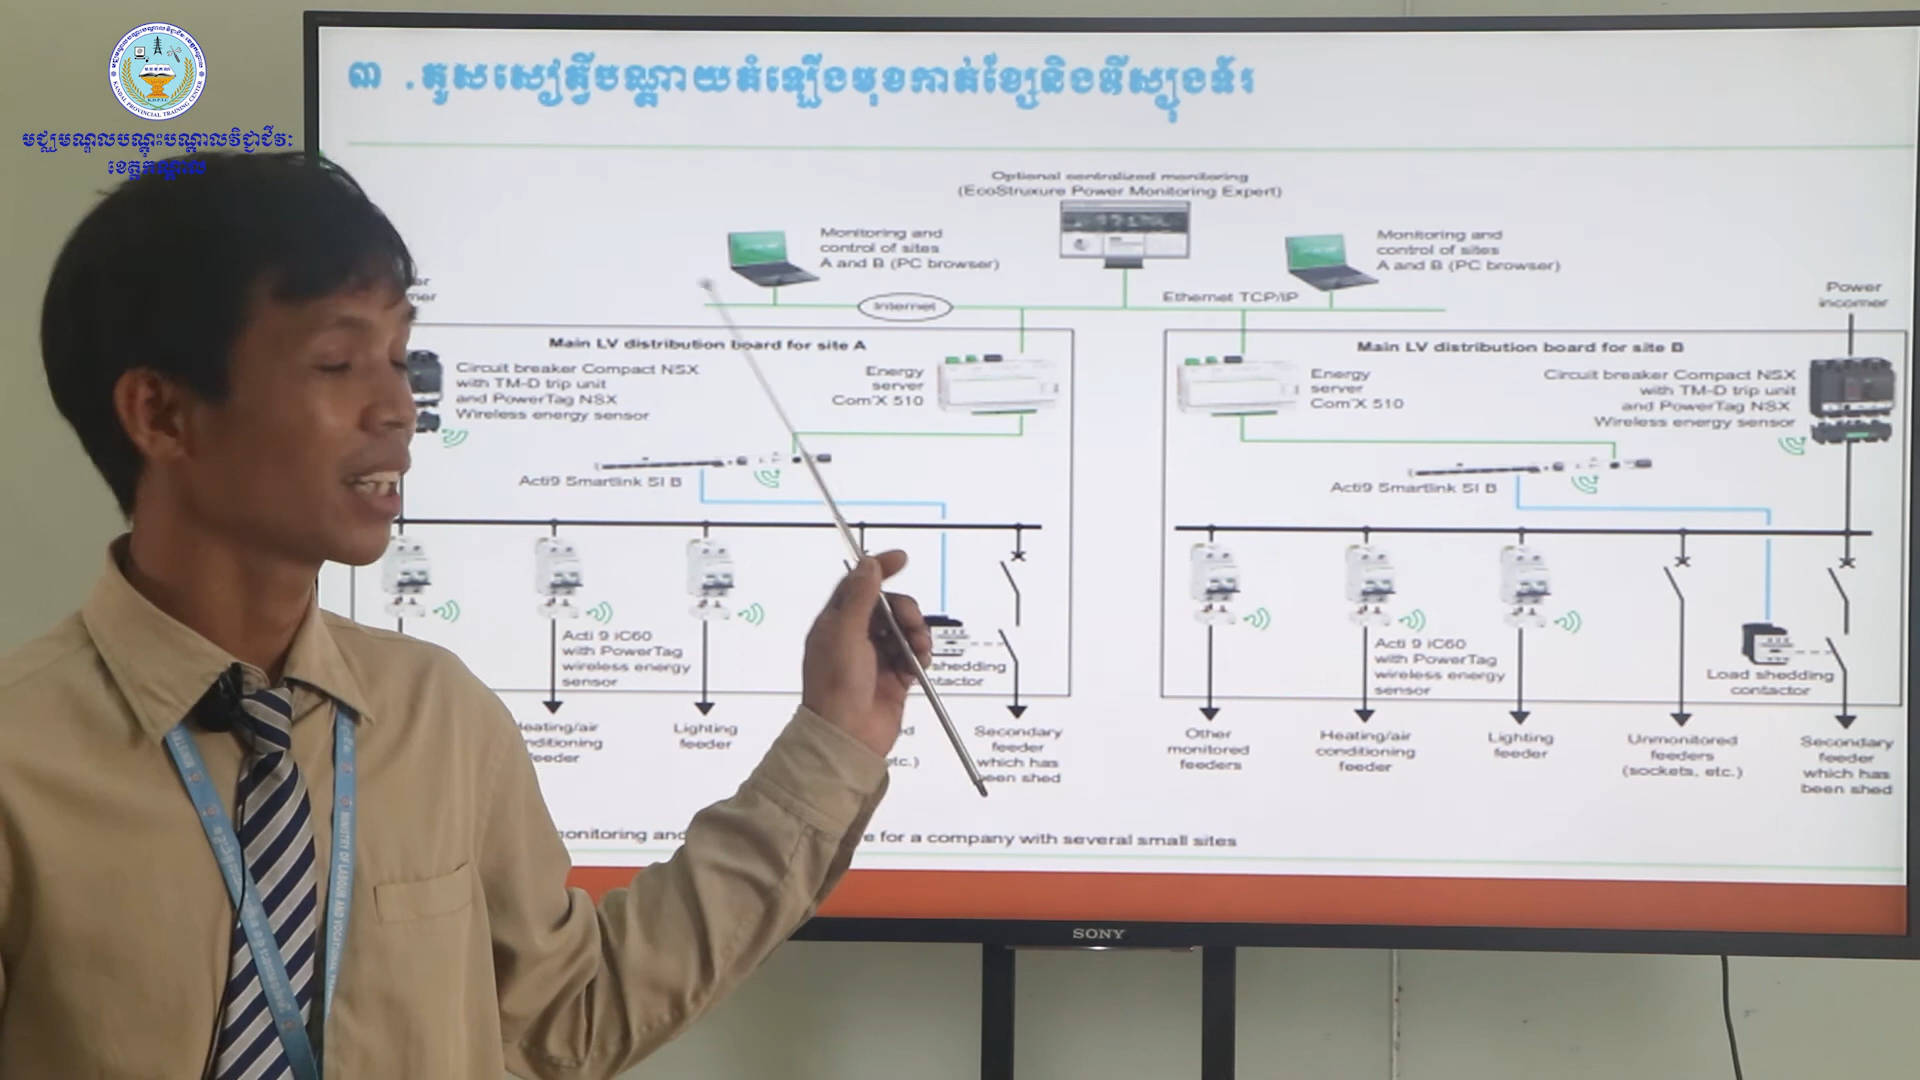 KANDAL PROVINCIAL TRAINING CENTER
មជ្ឈមណ្ឌលបណ្តុះបណ្តាលវិជ្ជាជីវៈ
ខេត្តកណ្តាល
Optional centralized monitoring
(EcoStruxure Power Monitoring Expert)
Monitoring and
control of sites
A and B (PC browser)
Monitoring and
control of sites
A and B (PC browser)
Internet
Ethernet TCP/IP
Power
incomer
Main LV distribution board for site A
Circuit breaker Compact NSX
with TM-D trip unit
and PowerTag NSX
Wireless energy sensor
Energy
server
Com'X 510
Acti9 Smartlink SI B
Acti 9 iC60
with PowerTag
wireless energy
sensor
shedding
Lighting
feeder
Secondary
feeder
which has
been shed
Main LV distribution board for site B
Energy
server
Com'X 510
Circuit breaker Compact NSX
with TM-D trip unit
and PowerTag NSX
Wireless energy sensor
Acti9 Smartlink SI B
Acti 9 iC60
with PowerTag
wireless energy
sensor
Load shedding
contactor
Other
monitored
feeders
Heating/air
conditioning
feeder
Lighting
feeder
Unmonitored
feeders
(sockets, etc.)
Secondary
feeder
which has
been shed
for a company with several small sites
SONY